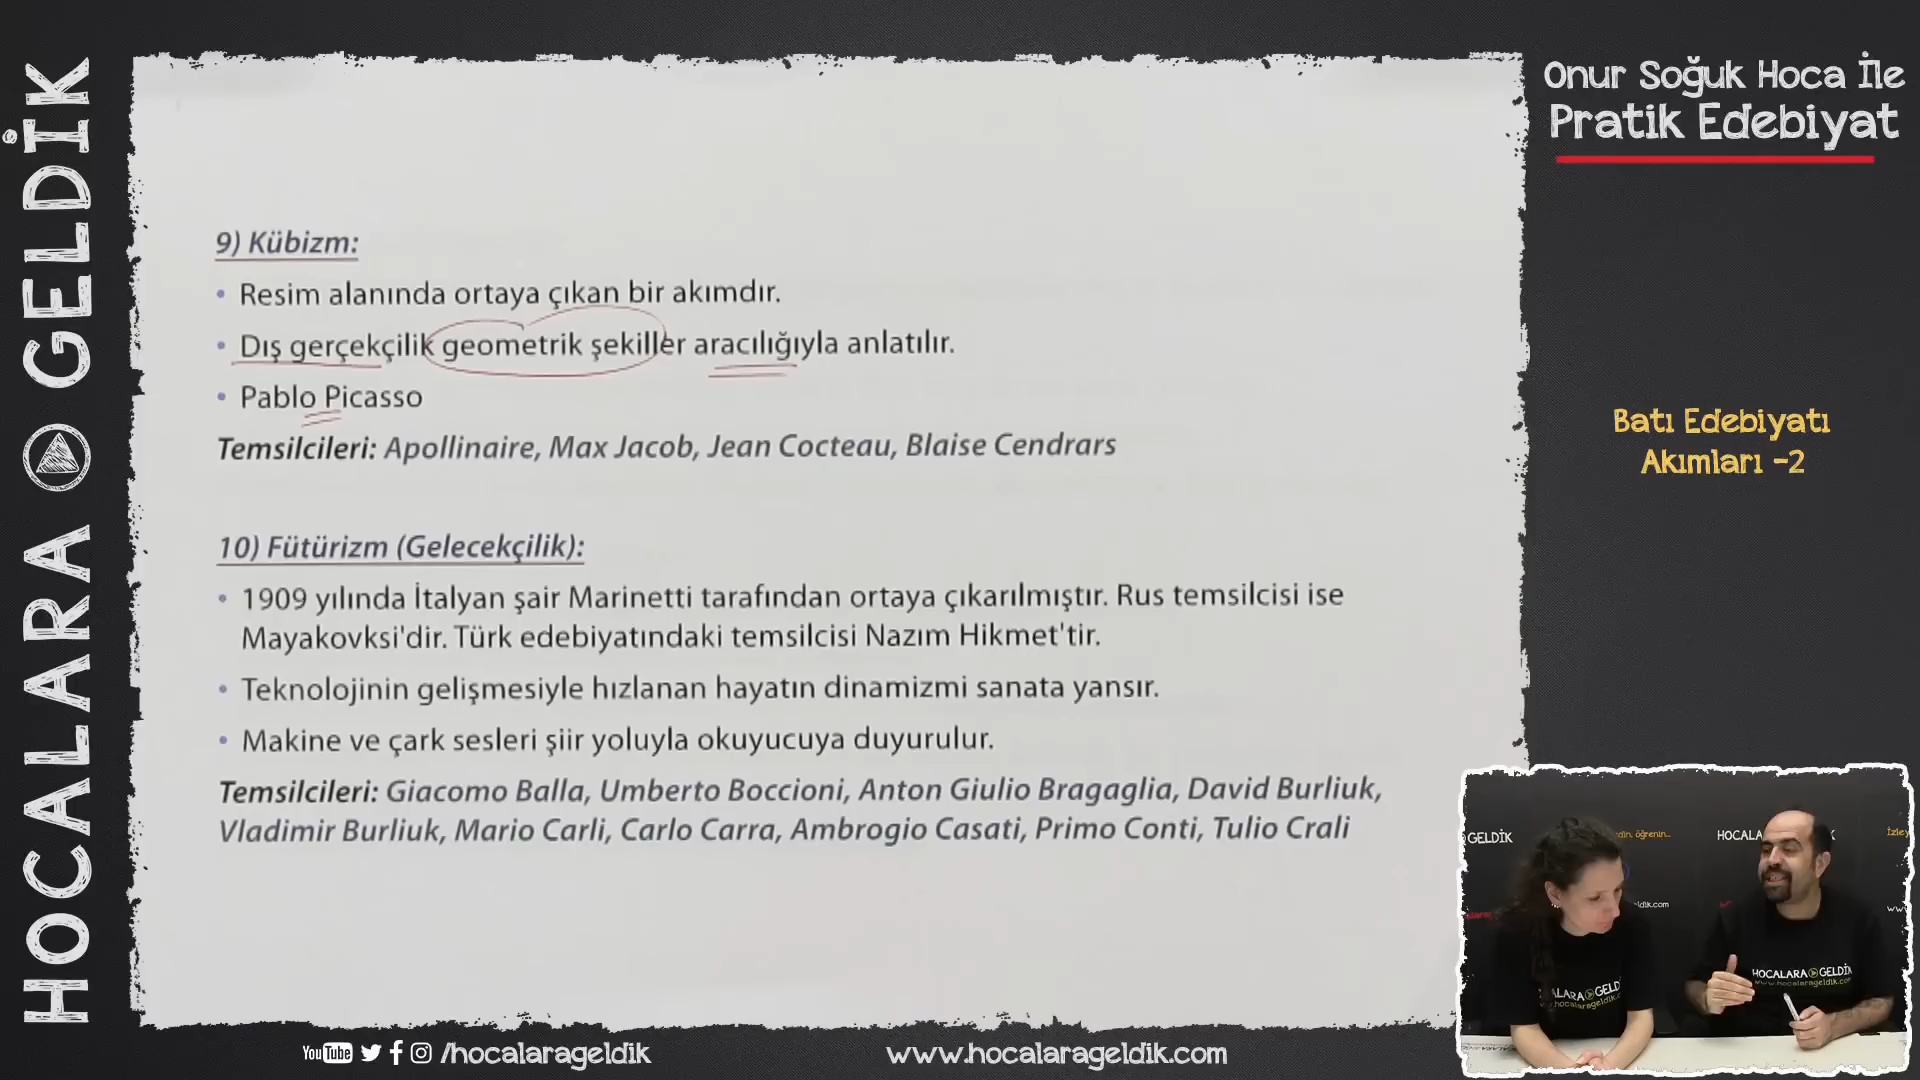 HOCALARA GELDİK
Onur Soğuk Hoca İle
Pratik Edebiyat
9) Kübizm:
• Resim alanında ortaya çıkan bir akımdır.
• Dış gerçekçilik geometrik şekiller aracılığıyla anlatılır.
• Pablo Picasso
Temsilcileri: Apollinaire, Max Jacob, Jean Cocteau, Blaise Cendrars
10) Fütürizm (Gelecekçilik):
• 1909 yılında İtalyan şair Marinetti tarafından ortaya çıkarılmıştır. Rus temsilcisi ise
Mayakovksi'dir. Türk edebiyatındaki temsilcisi Nazım Hikmet'tir.
• Teknolojinin gelişmesiyle hızlanan hayatın dinamizmi sanata yansır.
• Makine ve çark sesleri şiir yoluyla okuyucuya duyurulur.
Temsilcileri: Giacomo Balla, Umberto Boccioni, Anton Giulio Bragaglia, David Burliuk,
Vladimir Burliuk, Mario Carli, Carlo Carra, Ambrogio Casati, Primo Conti, Tulio Crali
Batı Edebiyatı
Akımları -2
GELDİK
öğrenin...
HOCALARA GELDİK
www.hocalarageldik.com
YouTube /hocalarageldik
www.hocalarageldik.com